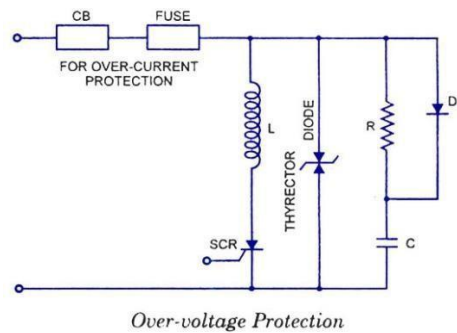 CB
FUSE
FOR OVER-CURRENT
PROTECTION
L
THYRECTOR
DIODE
R
D
SCR
C
Over-voltage Protection